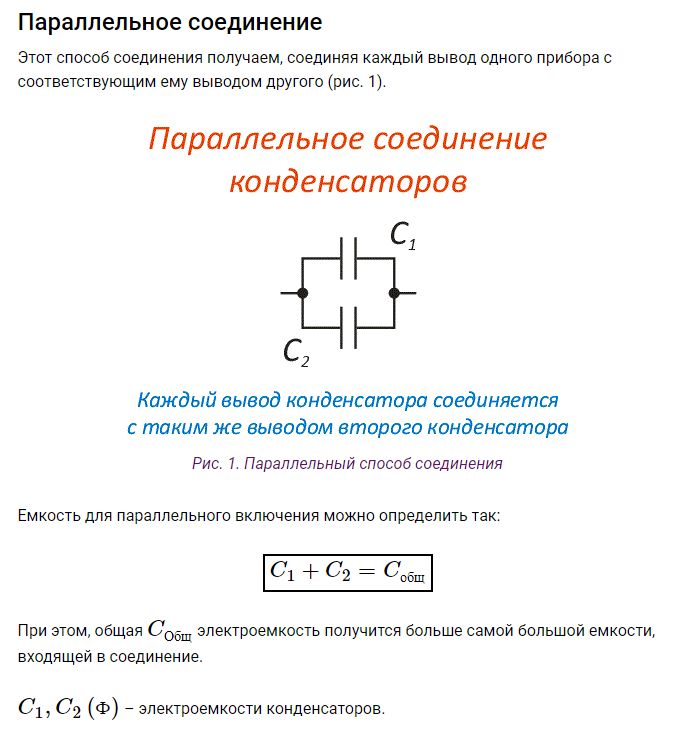 Параллельное соединение
Этот способ соединения получаем, соединяя каждый вывод одного прибора с
соответствующим ему выводом другого (рис. 1).
Параллельное соединение
конденсаторов
C₁
C₂
Каждый вывод конденсатора соединяется
с таким же выводом второго конденсатора
Рис. 1. Параллельный способ соединения
Емкость для параллельного включения можно определить так:
C₁ + C₂ = Cобщ
При этом, общая CОбщ электроемкость получится больше самой большой емкости,
входящей в соединение.
C₁, C₂ (Ф) – электроемкости конденсаторов.